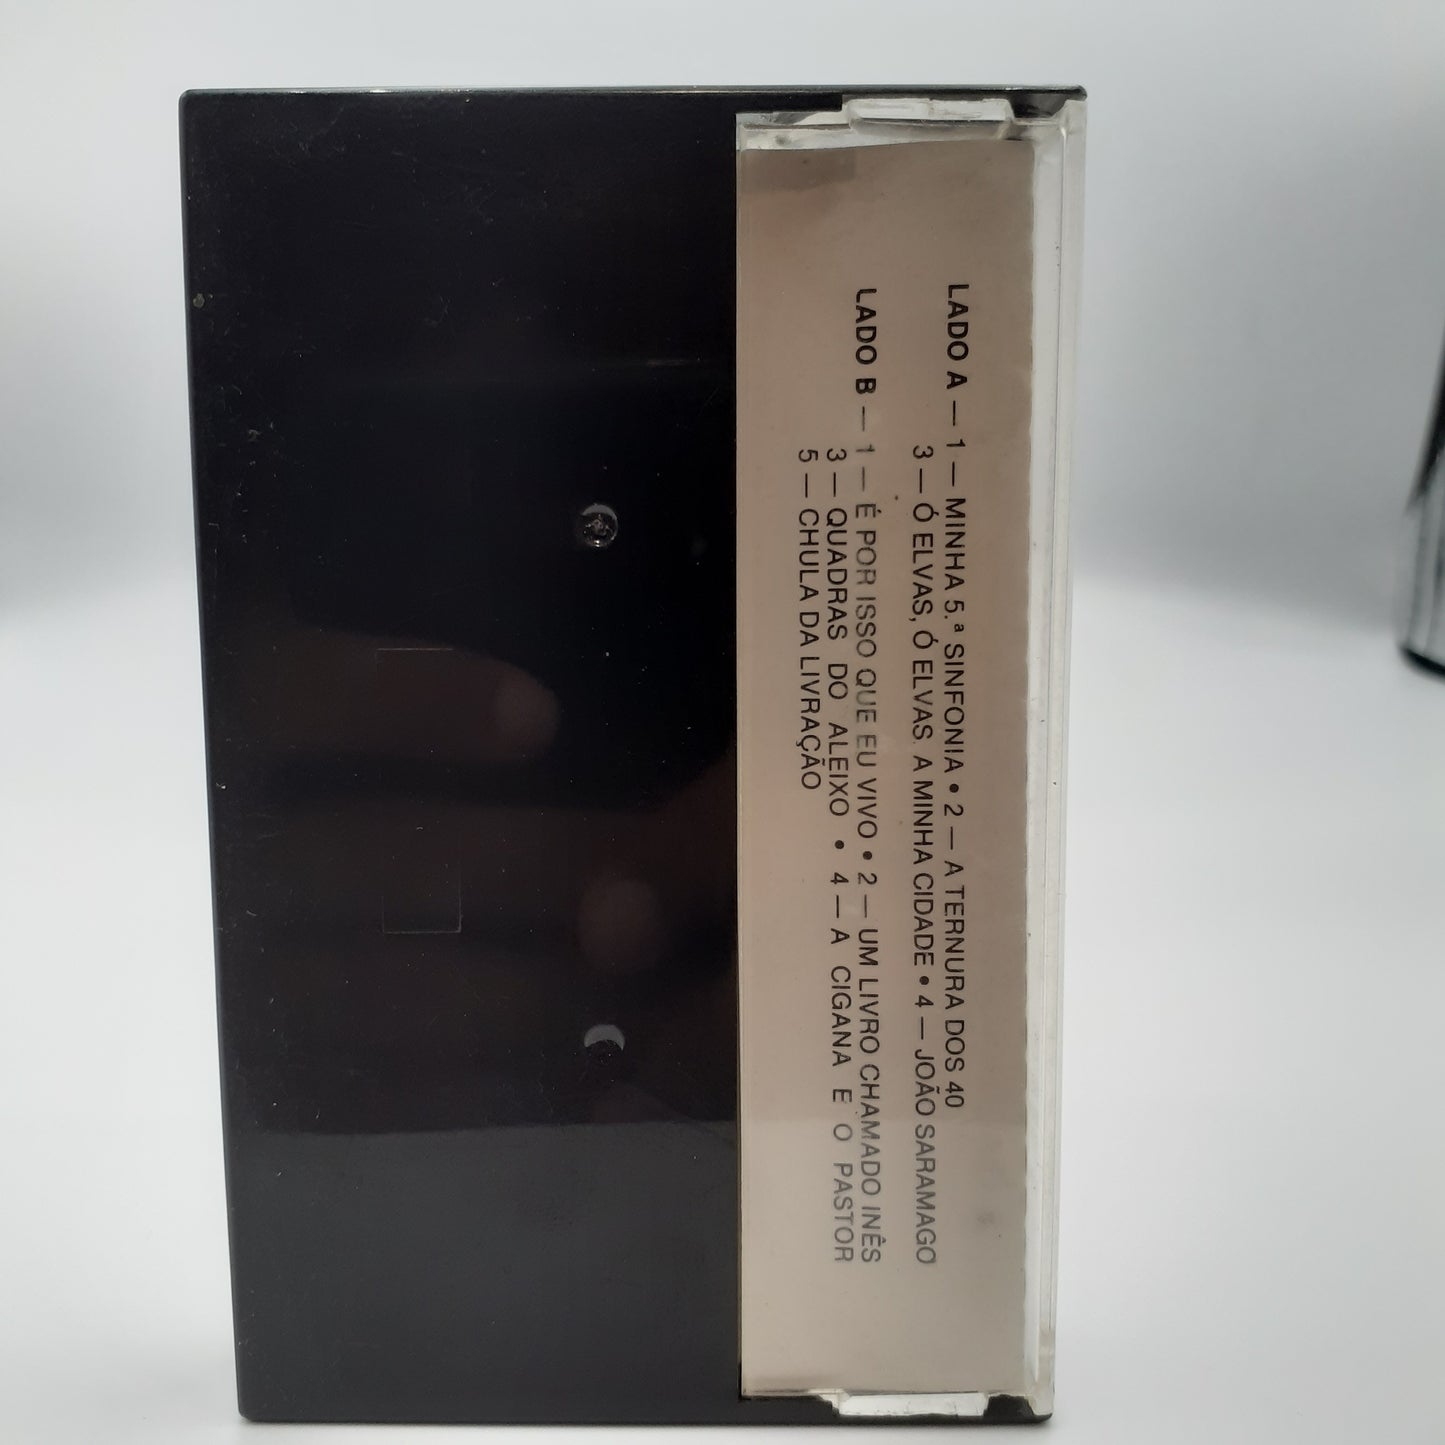 LADO A — 1 — MINHA 5.ª SINFONIA • 2 — A TERNURA DOS 40
3 — Ó ELVAS, Ó ELVAS. A MINHA CIDADE • 4 — JOÃO SARAMAGO
LADO B — 1 — É POR ISSO QUE EU VIVO • 2 — UM LIVRO CHAMADO INÊS
3 — QUADRAS DO ALEIXO • 4 — A CIGANA E O PASTOR
5 — CHULA DA LIVRAÇÃO